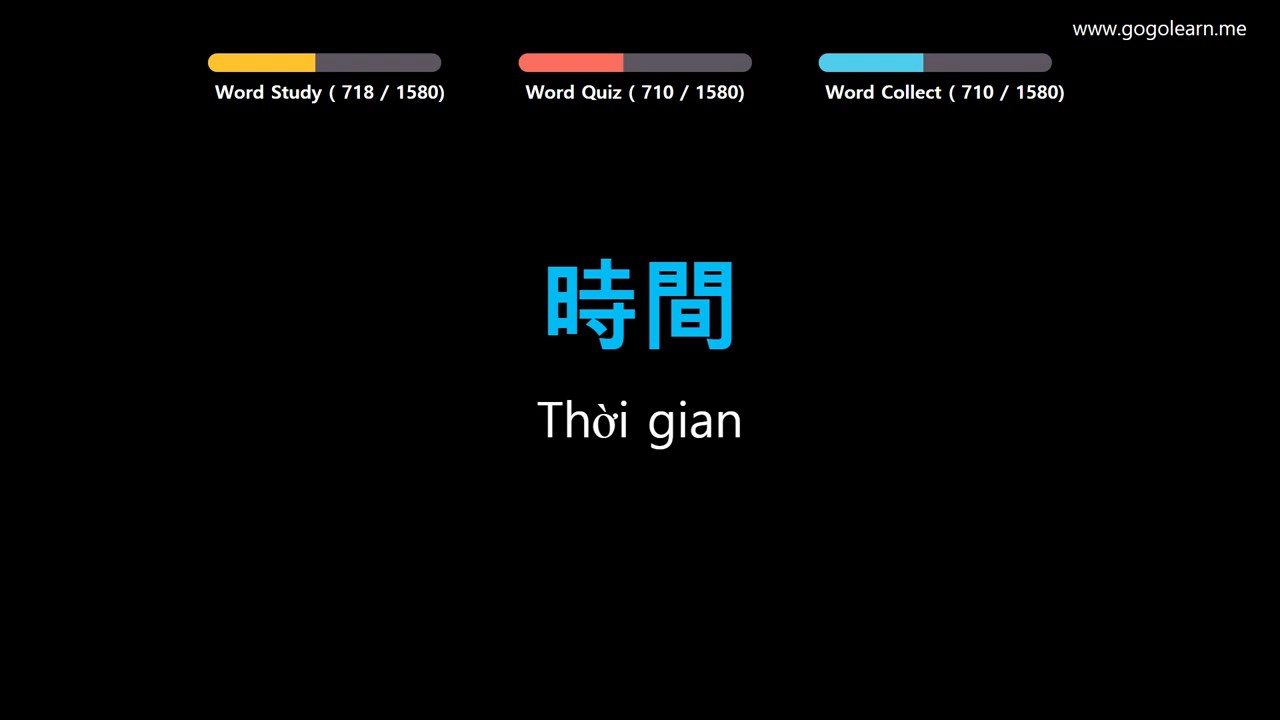 www.gogolearn.me
Word Study ( 718 / 1580)
Word Quiz ( 710 / 1580)
Word Collect ( 710 / 1580)
時間
Thời gian